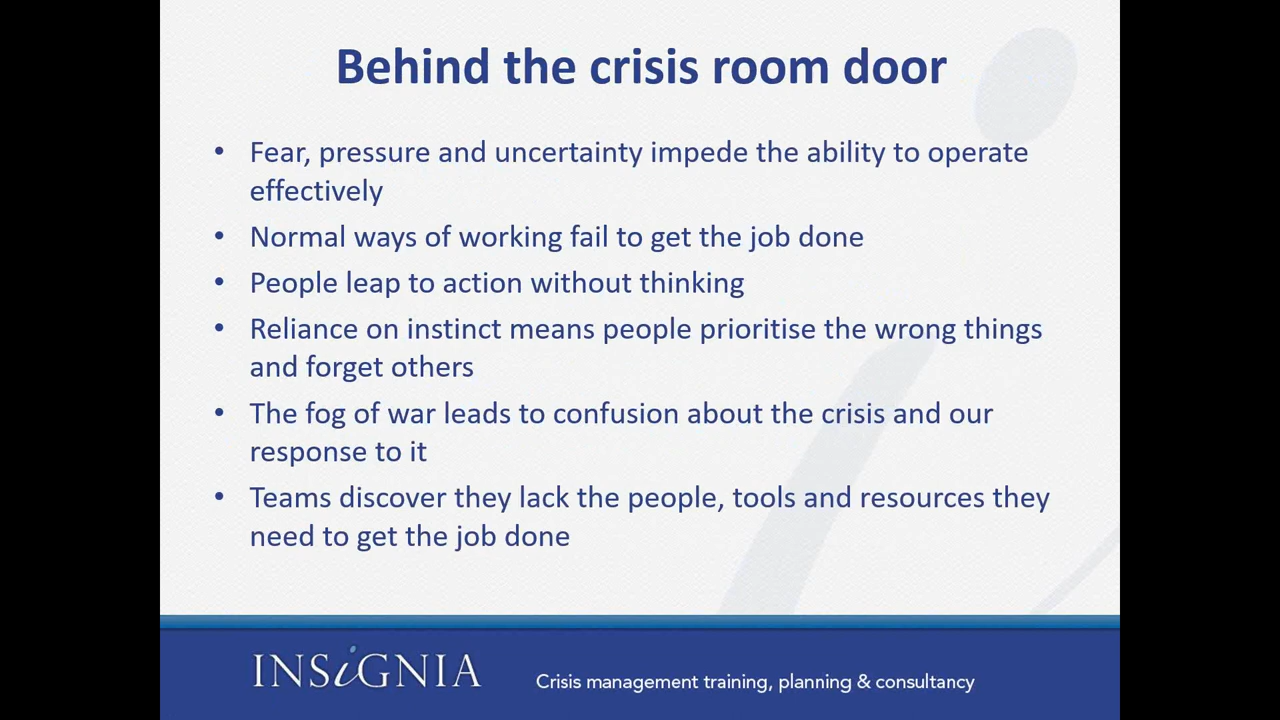 Behind the crisis room door
• Fear, pressure and uncertainty impede the ability to operate
effectively
• Normal ways of working fail to get the job done
• People leap to action without thinking
• Reliance on instinct means people prioritise the wrong things
and forget others
• The fog of war leads to confusion about the crisis and our
response to it
• Teams discover they lack the people, tools and resources they
need to get the job done
INSiGNIA
Crisis management training, planning & consultancy